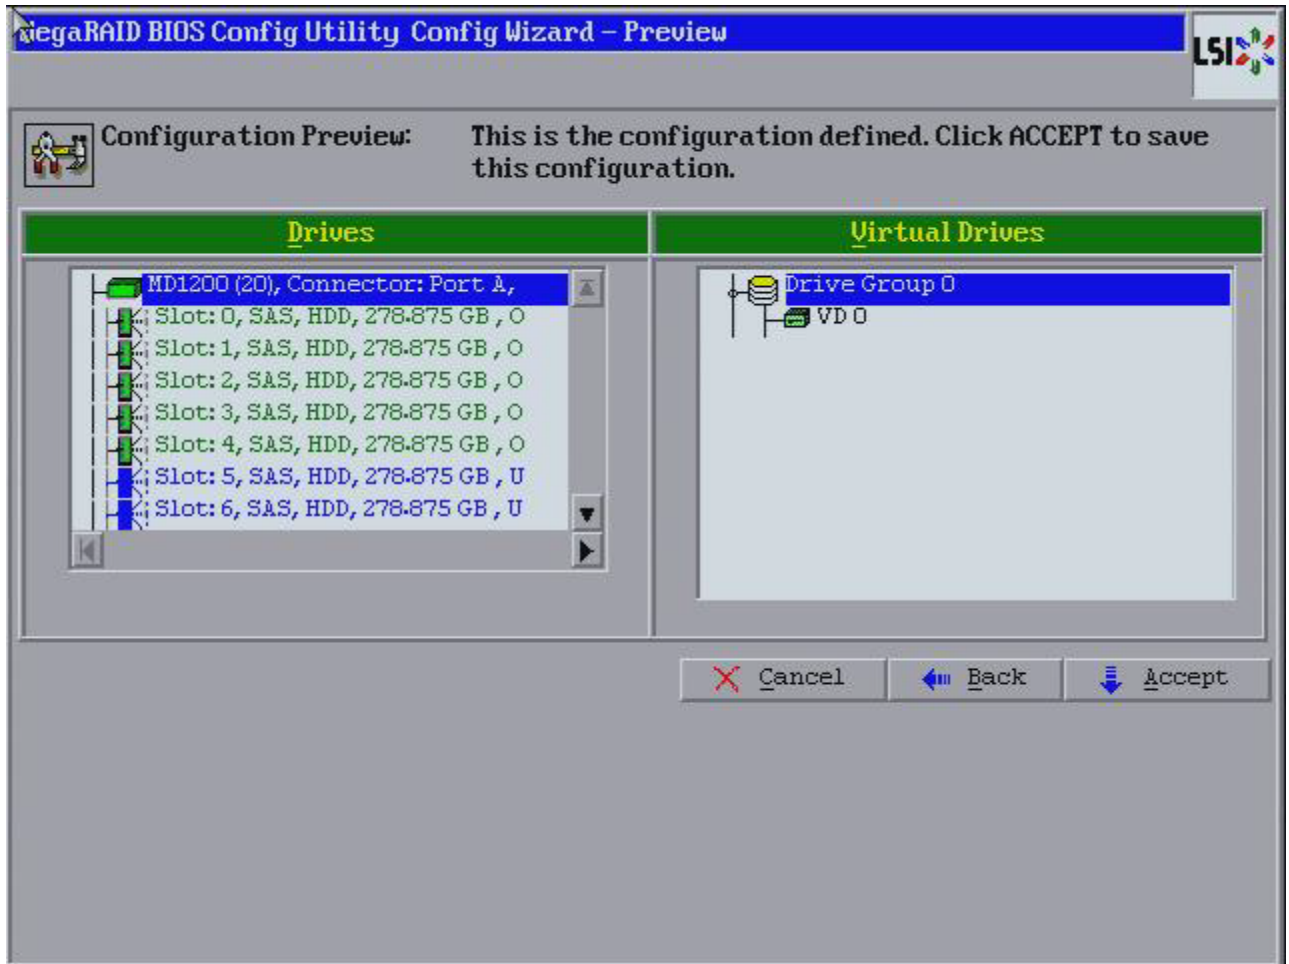 MegaRAID BIOS Config Utility Config Wizard – Preview
LSI
Configuration Preview:
This is the configuration defined. Click ACCEPT to save
this configuration.
Drives
MD1200 (20), Connector: Port A,
Slot: 0, SAS, HDD, 278.875 GB , O
Slot: 1, SAS, HDD, 278.875 GB , O
Slot: 2, SAS, HDD, 278.875 GB , O
Slot: 3, SAS, HDD, 278.875 GB , O
Slot: 4, SAS, HDD, 278.875 GB , O
Slot: 5, SAS, HDD, 278.875 GB , U
Slot: 6, SAS, HDD, 278.875 GB , U
Virtual Drives
Drive Group 0
VD 0
Cancel
Back
Accept